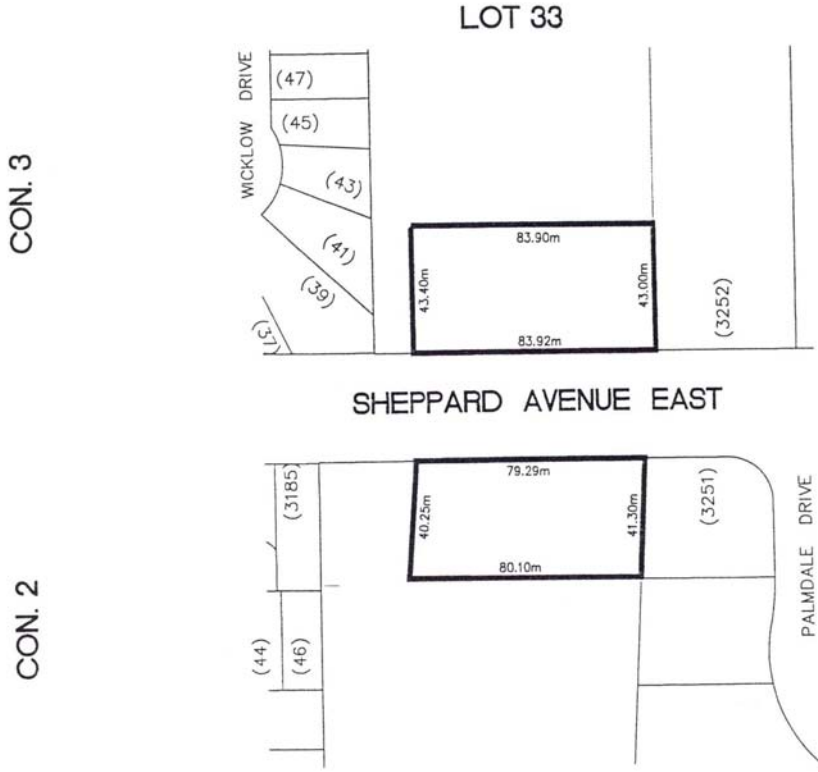 LOT 33
CON. 3
WICKLOW DRIVE
(47)
(45)
(43)
(41)
(39)
(37)
83.90m
43.40m
43.00m
83.92m
(3252)
SHEPPARD AVENUE EAST
CON. 2
(3185)
79.29m
40.25m
41.30m
80.10m
(3251)
PALMDALE DRIVE
(44)
(46)